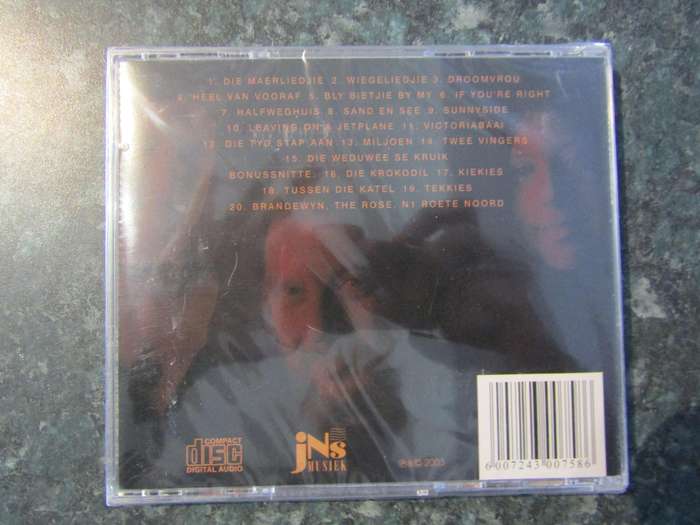 1. DIE MAERLIEDJIE 2. WIEGELIEDJIE 3. DROOMVROU
4. HEEL VAN VOORAF 5. BLY BIETJIE BY MY 6. IF YOU'RE RIGHT
7. HALFWEGHUIS 8. SAND EN SEE 9. SUNNYSIDE
10. LEAVING ON A JETPLANE 11. VICTORIABAAI
12. DIE TYD STAP AAN 13. MILJOEN 14. TWEE VINGERS
15. DIE WEDUWEE SE KRUIK
BONUSSNITTE: 16. DIE KROKODIL 17. KIEKIES
18. TUSSEN DIE KATEL 19. TEKKIES
20. BRANDEWYN, THE ROSE, N1 ROETE NOORD
COMPACT
disc
DIGITAL AUDIO
JNS
MUSIEK
℗&© 2003
6007243007586